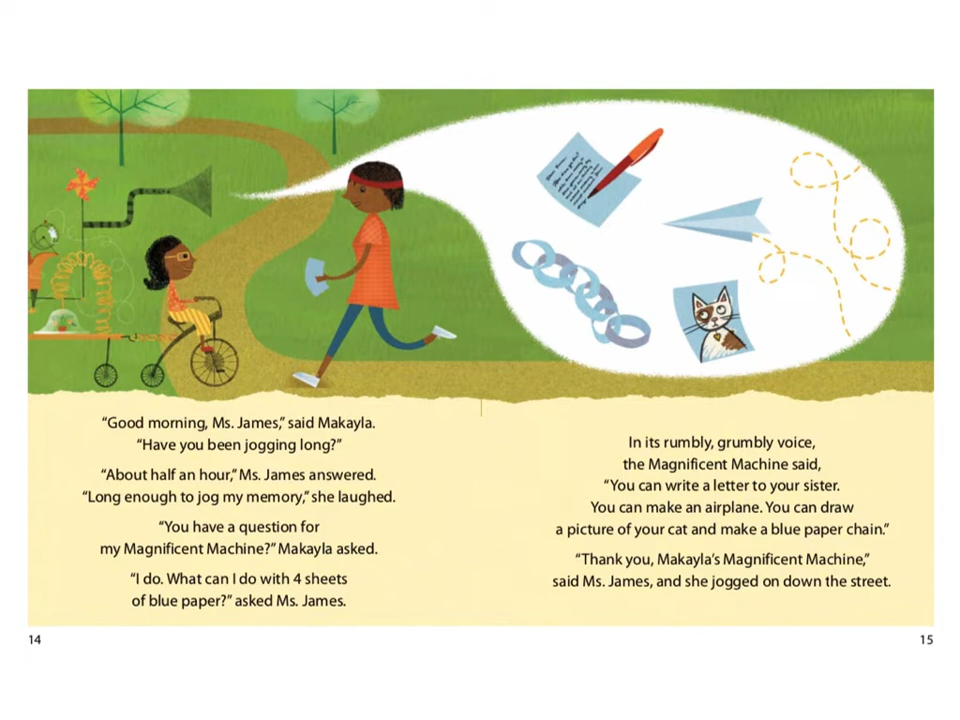 “Good morning, Ms. James,” said Makayla.
“Have you been jogging long?”
“About half an hour,” Ms. James answered.
“Long enough to jog my memory,” she laughed.
“You have a question for
my Magnificent Machine?” Makayla asked.
“I do. What can I do with 4 sheets
of blue paper?” asked Ms. James.
14
In its rumbly, grumbly voice,
the Magnificent Machine said,
“You can write a letter to your sister.
You can make an airplane. You can draw
a picture of your cat and make a blue paper chain.”
“Thank you, Makayla’s Magnificent Machine,”
said Ms. James, and she jogged on down the street.
15